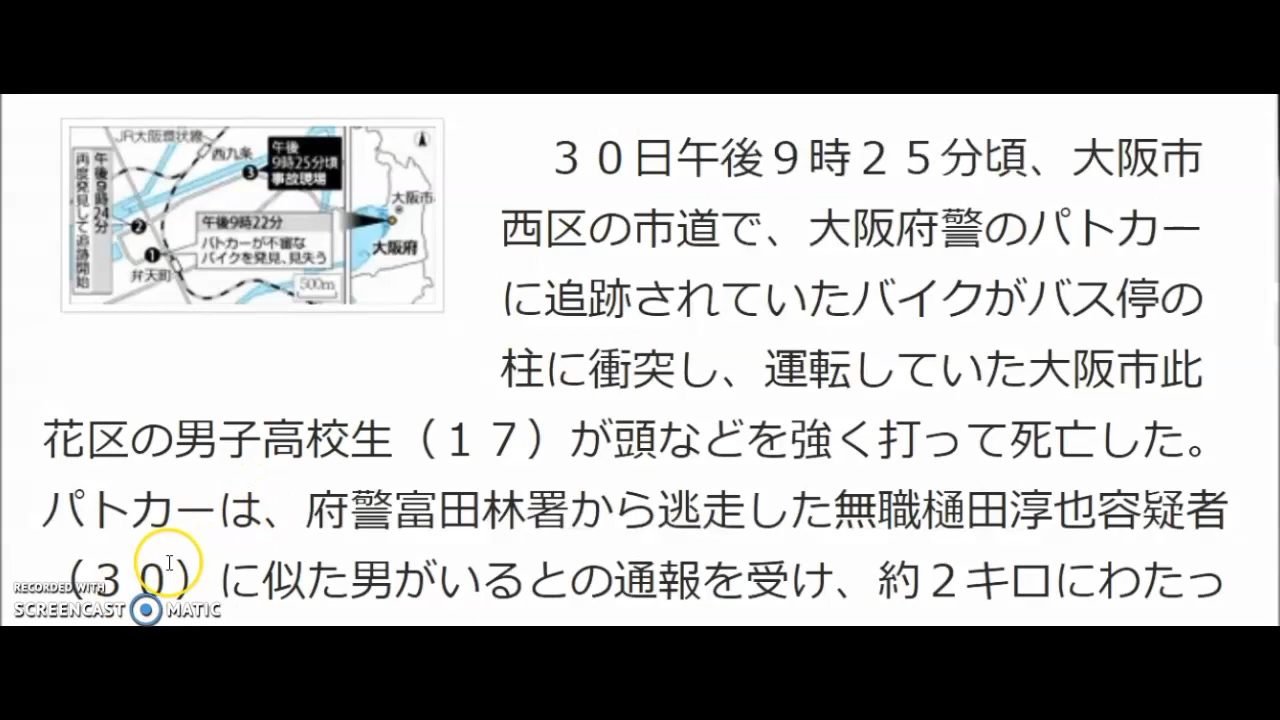 JR大阪環状線
西九条
午後
9時25分頃
事故現場
3
午後9時24分
再度発見して追跡開始
2
1
弁天町
午後9時22分
パトカーが不審な
バイクを発見、見失う
500m
大阪市
大阪府
３０日午後９時２５分頃、大阪市
西区の市道で、大阪府警のパトカー
に追跡されていたバイクがバス停の
柱に衝突し、運転していた大阪市此
花区の男子高校生（１７）が頭などを強く打って死亡した。
パトカーは、府警富田林署から逃走した無職樋田淳也容疑者
（３０）に似た男がいるとの通報を受け、約２キロにわたっ
RECORDED WITH
SCREENCAST MATIC